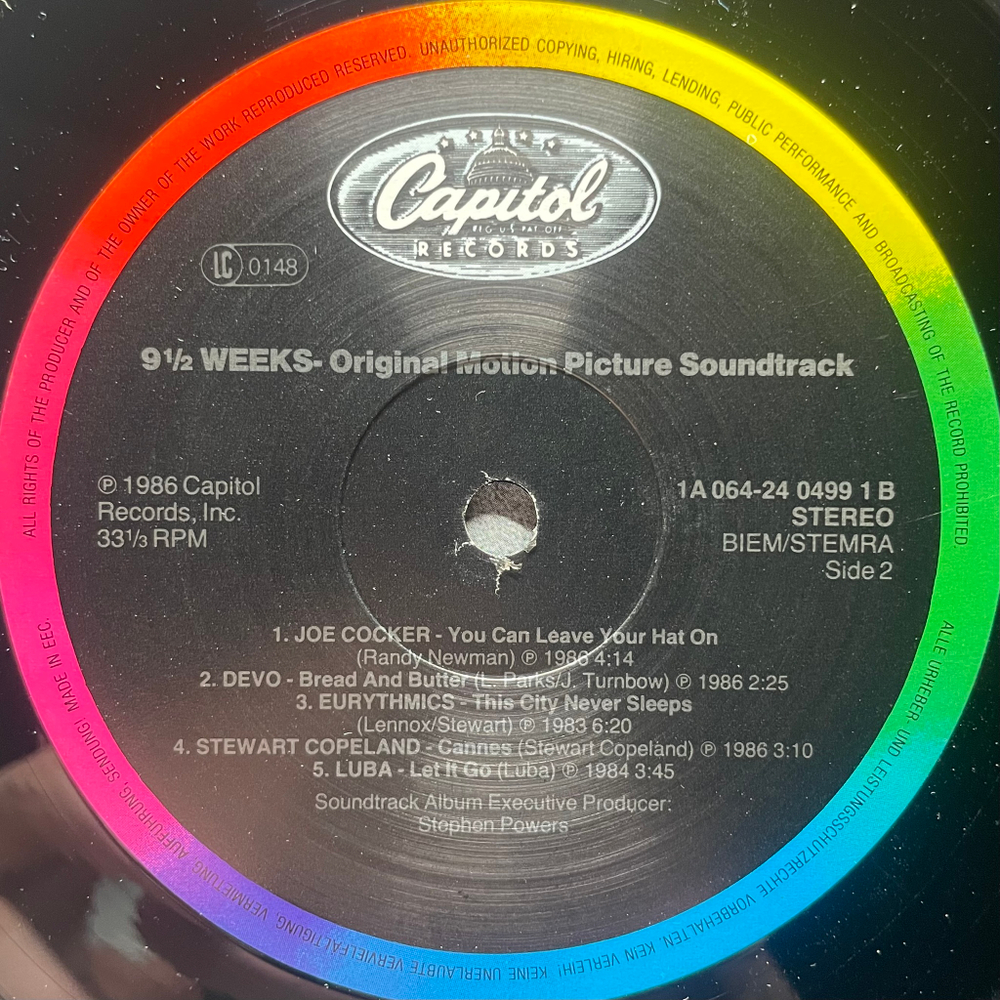 ALL RIGHTS OF THE PRODUCER AND OF THE OWNER OF THE WORK REPRODUCED RESERVED. UNAUTHORIZED COPYING, HIRING, LENDING, PUBLIC PERFORMANCE AND BROADCASTING OF THE RECORD PROHIBITED.
Capitol
REG. U.S. PAT. OFF.
RECORDS
LC 0148
9½ WEEKS- Original Motion Picture Soundtrack
℗ 1986 Capitol
Records, Inc.
33⅓ RPM
1A 064-24 0499 1 B
STEREO
BIEM/STEMRA
Side 2
1. JOE COCKER - You Can Leave Your Hat On
(Randy Newman) ℗ 1986 4:14
2. DEVO - Bread And Butter (L. Parks/J. Turnbow) ℗ 1986 2:25
3. EURYTHMICS - This City Never Sleeps
(Lennox/Stewart) ℗ 1983 6:20
4. STEWART COPELAND - Cannes (Stewart Copeland) ℗ 1986 3:10
5. LUBA - Let It Go (Luba) ℗ 1984 3:45
Soundtrack Album Executive Producer:
Stephen Powers
ALLE URHEBER- UND LEISTUNGSSCHUTZRECHTE VORBEHALTEN. KEIN VERLEIH! KEINE UNERLAUBTE VERVIELFÄLTIGUNG, VERMIETUNG, AUFFÜHRUNG, SENDUNG! MADE IN EEC.